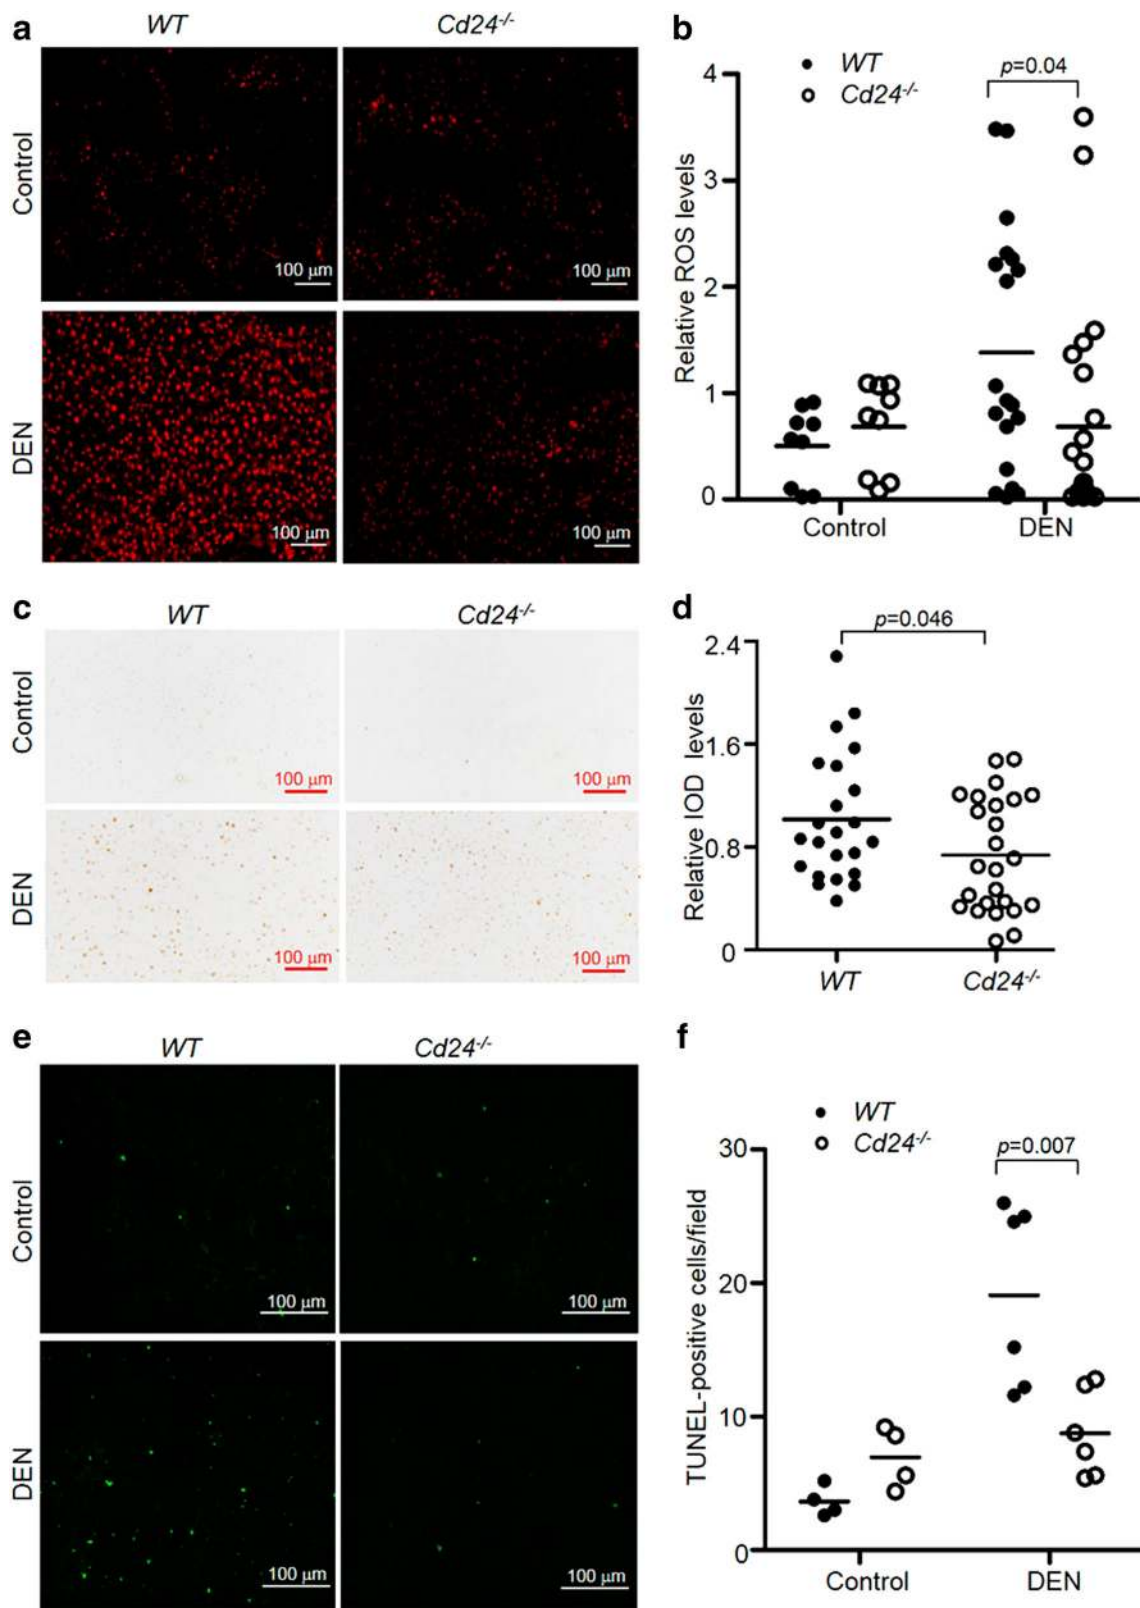 a
WT
Cd24-/-
Control
100 μm
100 μm
DEN
100 μm
100 μm
b
WT
Cd24-/-
p=0.04
Relative ROS levels
4
3
2
1
0
Control
DEN
c
WT
Cd24-/-
Control
100 μm
100 μm
DEN
100 μm
100 μm
d
p=0.046
Relative IOD levels
2.4
1.6
0.8
0
WT
Cd24-/-
e
WT
Cd24-/-
Control
100 μm
100 μm
DEN
100 μm
100 μm
f
WT
Cd24-/-
p=0.007
TUNEL-positive cells/field
30
20
10
0
Control
DEN